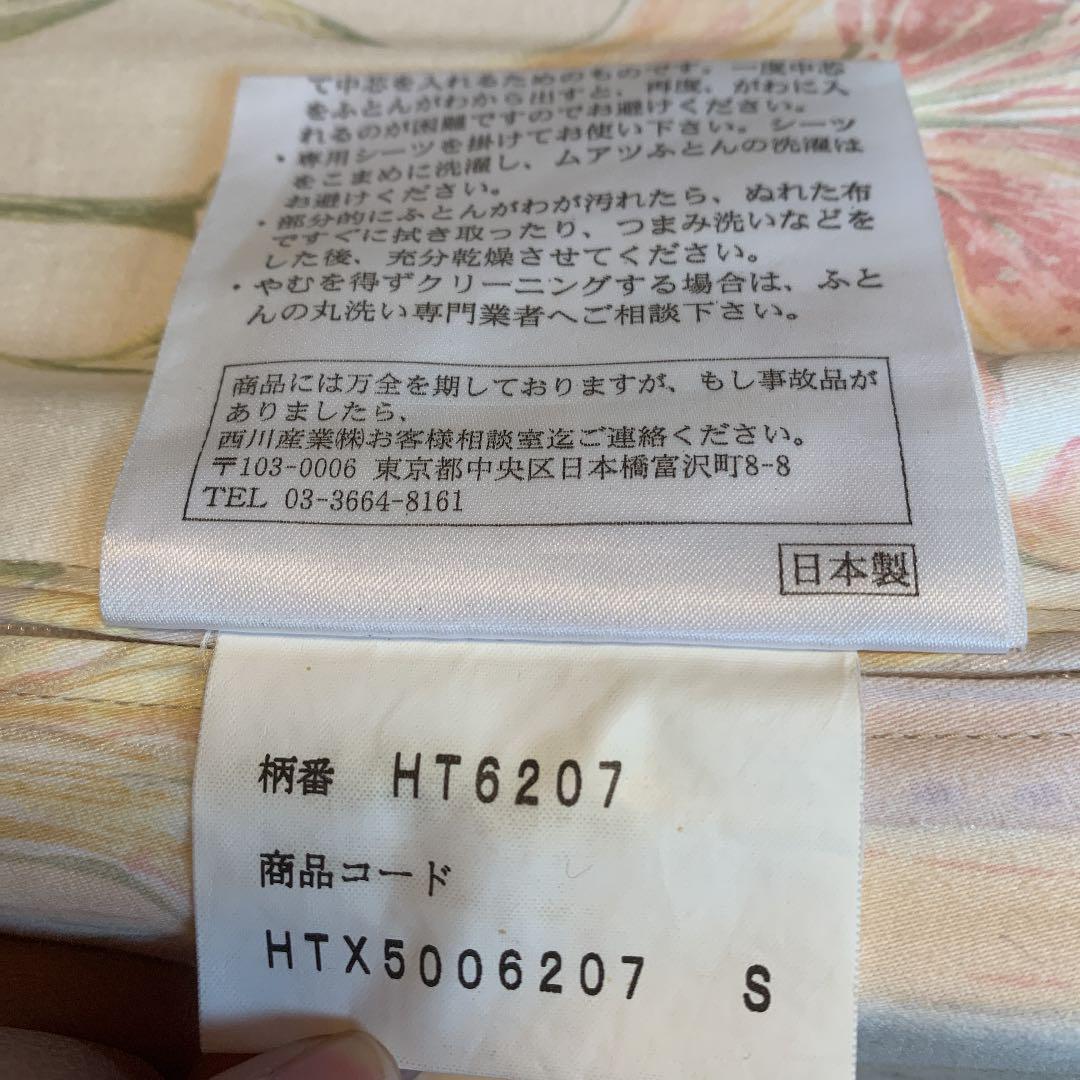 て中芯を入れるためのものです。一度中芯
をふとんがわから出すと、再度、がわに入
れるのが困難ですのでお避けください。
・専用シーツを掛けてお使い下さい。シーツ
をこまめに洗濯し、ムアツふとんの洗濯は
お避けください。
・部分的にふとんがわが汚れたら、ぬれた布
ですぐに拭き取ったり、つまみ洗いなどを
した後、充分乾燥させてください。
・やむを得ずクリーニングする場合は、ふと
んの丸洗い専門業者へご相談下さい。
商品には万全を期しておりますが、もし事故品が
ありましたら、
西川産業㈱お客様相談室迄ご連絡ください。
〒103-0006 東京都中央区日本橋富沢町8-8
TEL 03-3664-8161
日本製
柄番 HT6207
商品コード
HTX5006207 S